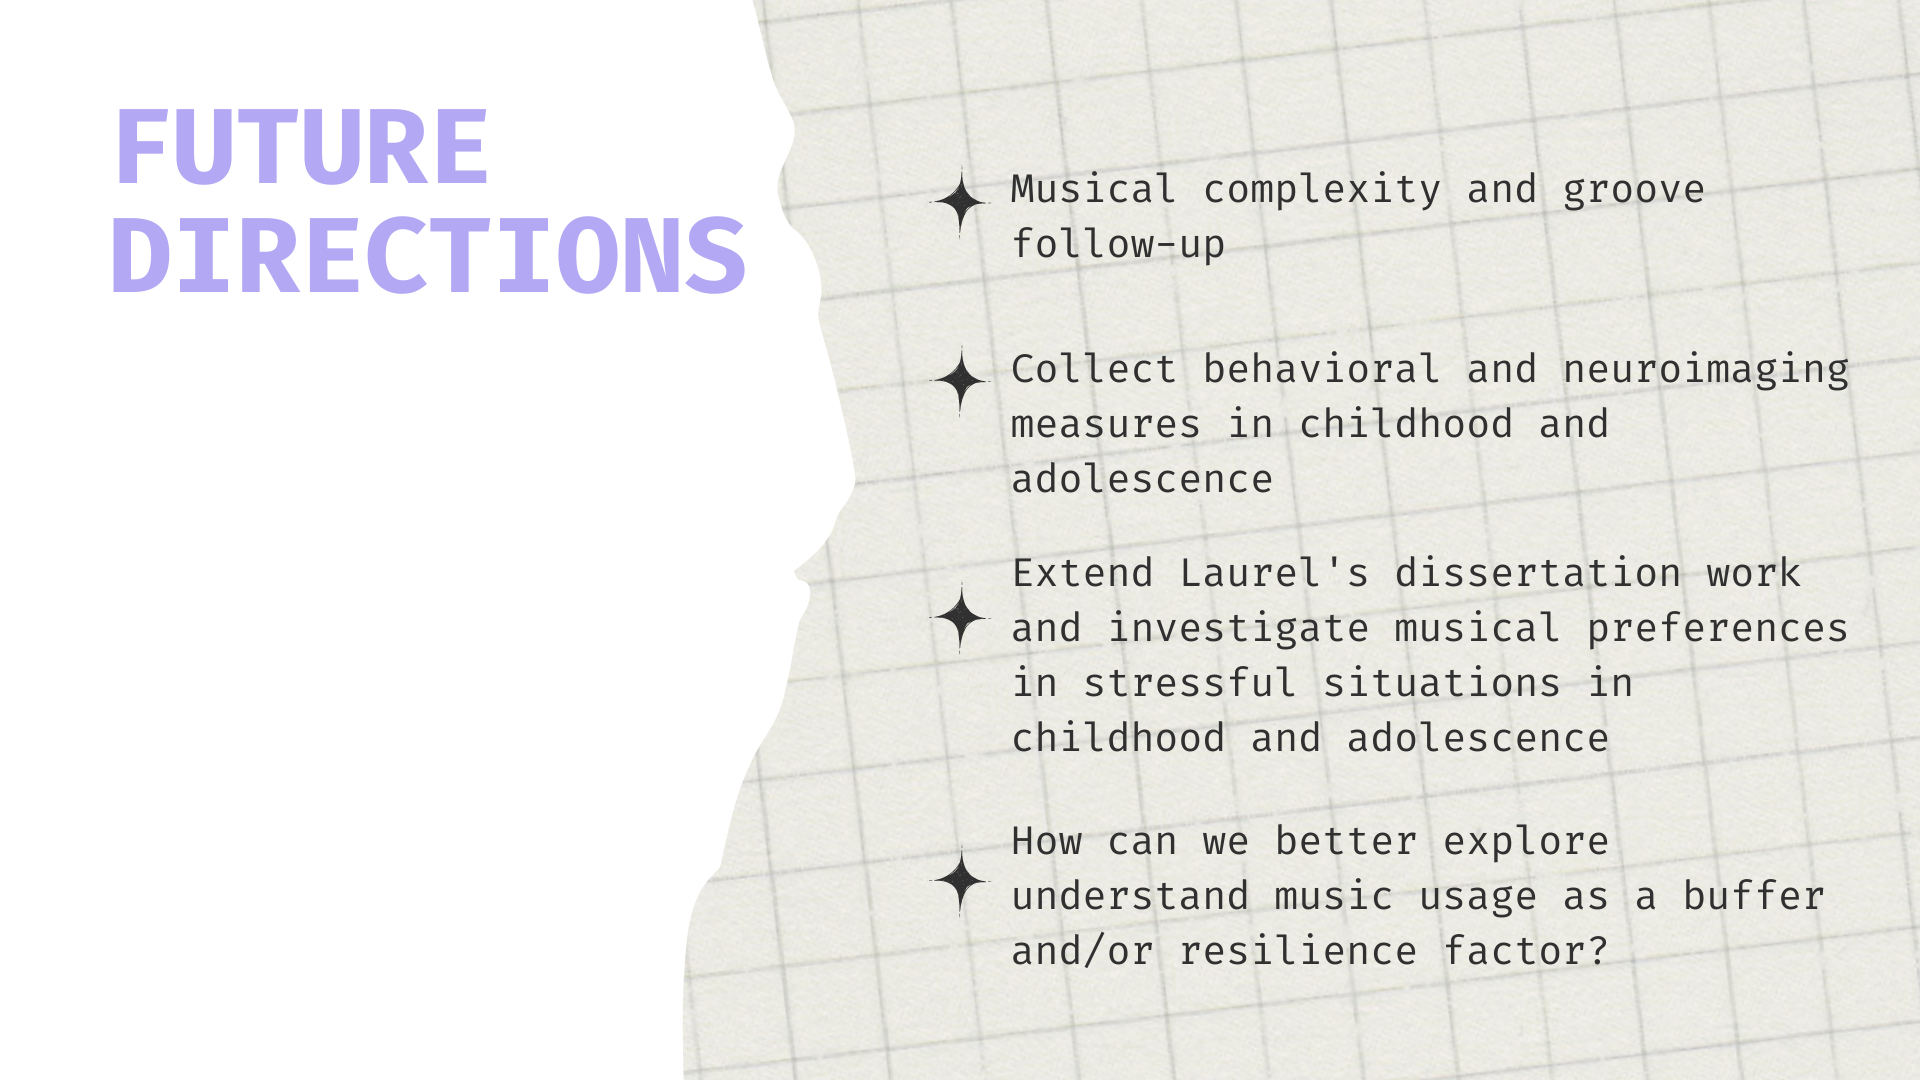 FUTURE
DIRECTIONS
Musical complexity and groove
follow-up
Collect behavioral and neuroimaging
measures in childhood and
adolescence
Extend Laurel's dissertation work
and investigate musical preferences
in stressful situations in
childhood and adolescence
How can we better explore
understand music usage as a buffer
and/or resilience factor?